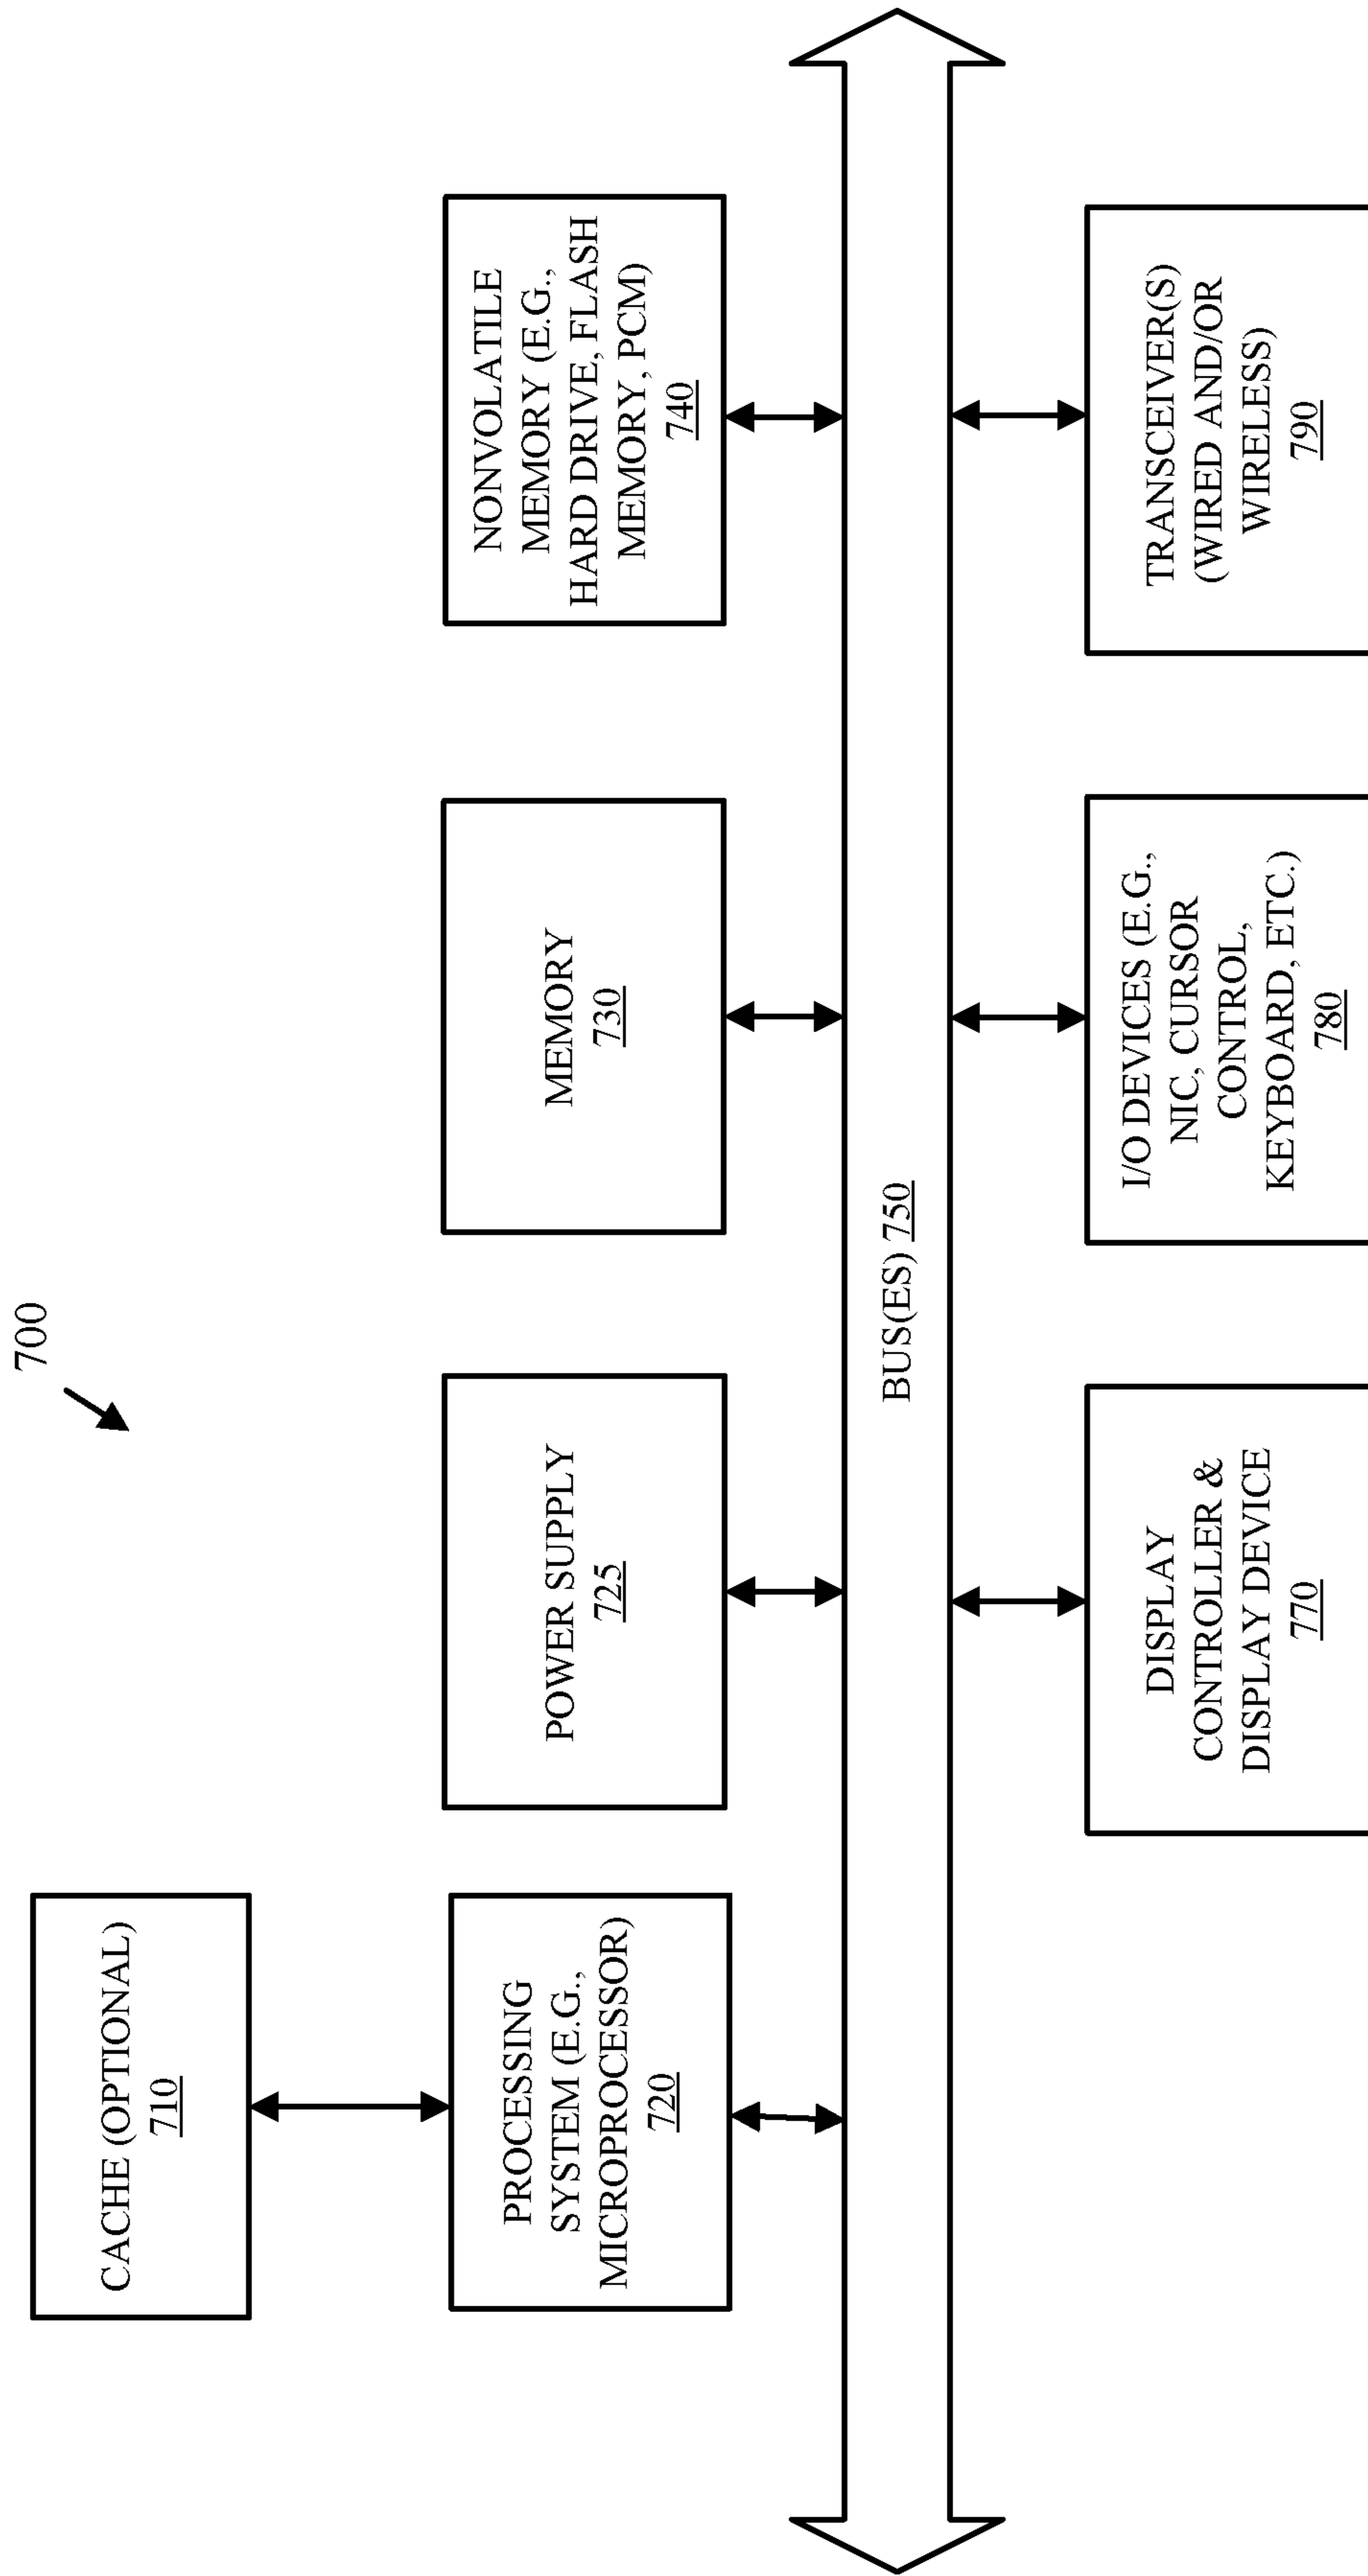 700
CACHE (OPTIONAL)
710
PROCESSING
SYSTEM (E.G.,
MICROPROCESSOR)
720
POWER SUPPLY
725
MEMORY
730
NONVOLATILE
MEMORY (E.G.,
HARD DRIVE, FLASH
MEMORY, PCM)
740
BUS(ES) 750
DISPLAY
CONTROLLER &
DISPLAY DEVICE
770
I/O DEVICES (E.G.,
NIC, CURSOR
CONTROL,
KEYBOARD, ETC.)
780
TRANSCEIVER(S)
(WIRED AND/OR
WIRELESS)
790